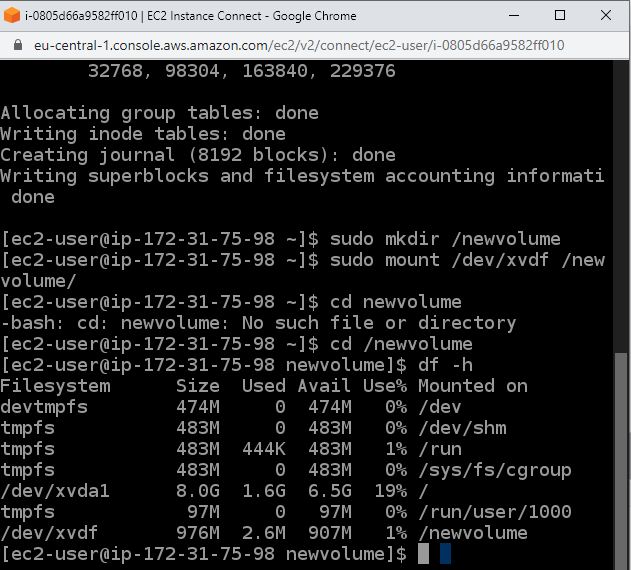 i-0805d66a9582ff010 | EC2 Instance Connect - Google Chrome
eu-central-1.console.aws.amazon.com/ec2/v2/connect/ec2-user/i-0805d66a9582ff010
32768, 98304, 163840, 229376
Allocating group tables: done
Writing inode tables: done
Creating journal (8192 blocks): done
Writing superblocks and filesystem accounting informati
 done
[ec2-user@ip-172-31-75-98 ~]$ sudo mkdir /newvolume
[ec2-user@ip-172-31-75-98 ~]$ sudo mount /dev/xvdf /new
volume/
[ec2-user@ip-172-31-75-98 ~]$ cd newvolume
-bash: cd: newvolume: No such file or directory
[ec2-user@ip-172-31-75-98 ~]$ cd /newvolume
[ec2-user@ip-172-31-75-98 newvolume]$ df -h
Filesystem      Size  Used Avail Use% Mounted on
devtmpfs        474M     0  474M   0% /dev
tmpfs           483M     0  483M   0% /dev/shm
tmpfs           483M  444K  483M   1% /run
tmpfs           483M     0  483M   0% /sys/fs/cgroup
/dev/xvda1      8.0G  1.6G  6.5G  19% /
tmpfs            97M     0   97M   0% /run/user/1000
/dev/xvdf       976M  2.6M  907M   1% /newvolume
[ec2-user@ip-172-31-75-98 newvolume]$